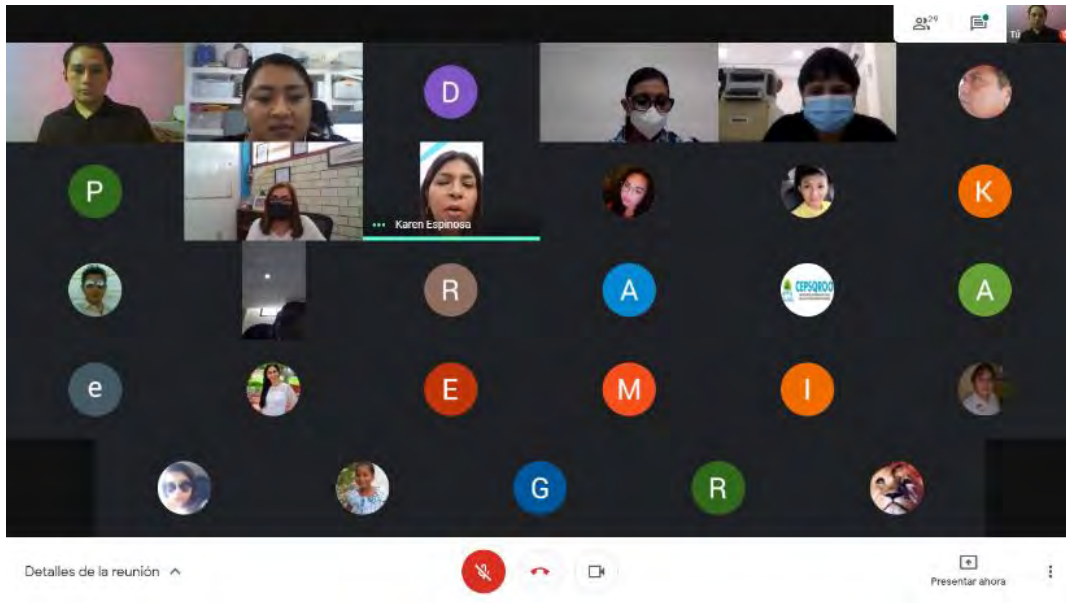 29
Tú
D
P
Karen Espinosa
K
R
A
CEPSQROO
A
e
E
M
I
G
R
Detalles de la reunión
Presentar ahora